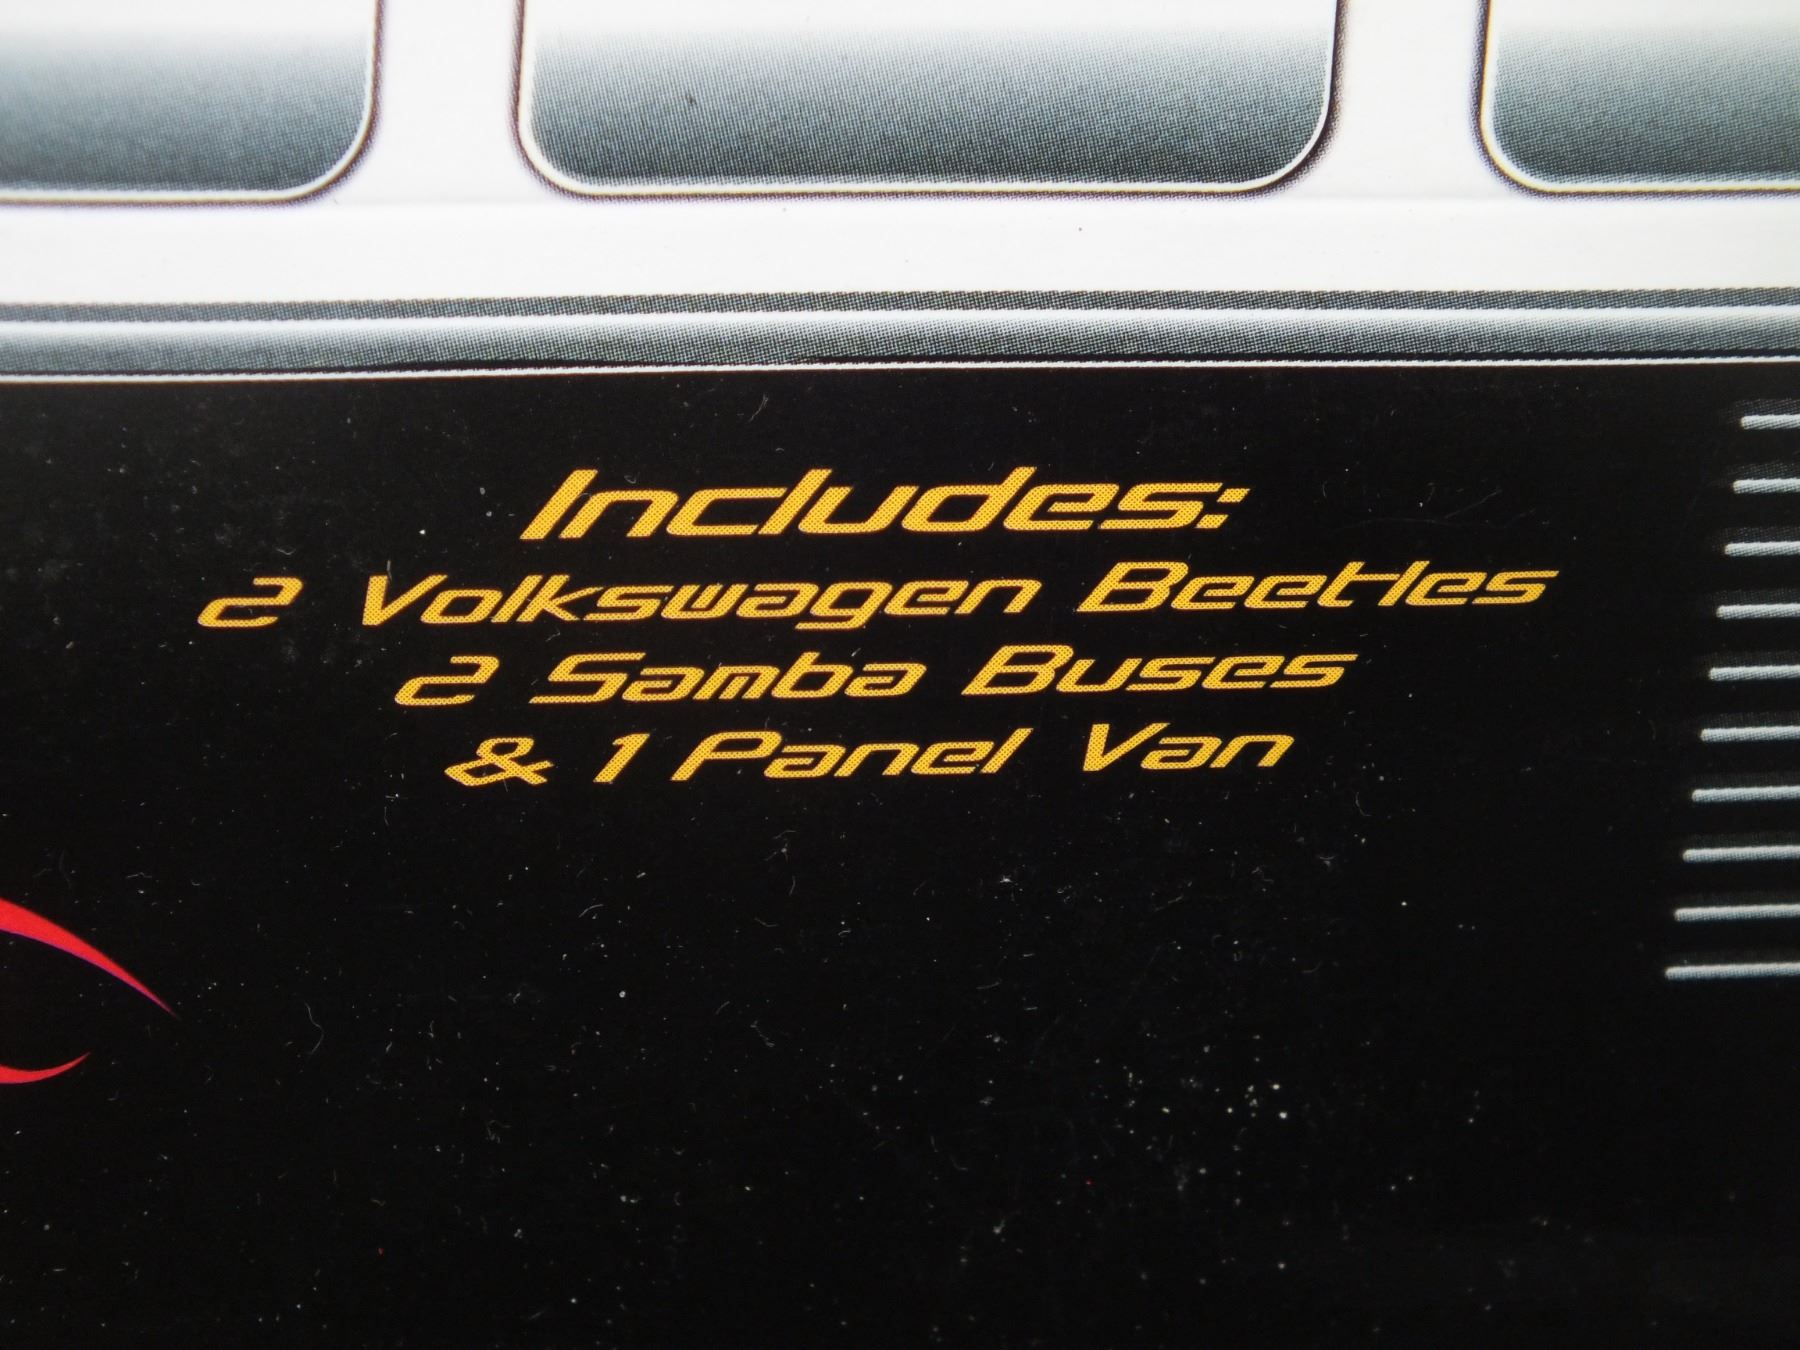 Includes:
2 Volkswagen Beetles
2 Samba Buses
& 1 Panel Van